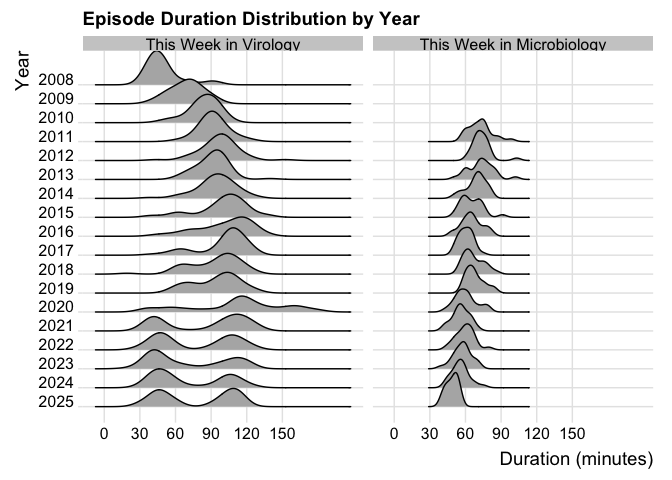 Episode Duration Distribution by Year
This Week in Virology
This Week in Microbiology
Year
2008
2009
2010
2011
2012
2013
2014
2015
2016
2017
2018
2019
2020
2021
2022
2023
2024
2025
0 30 60 90 120 150
0 30 60 90 120 150
Duration (minutes)